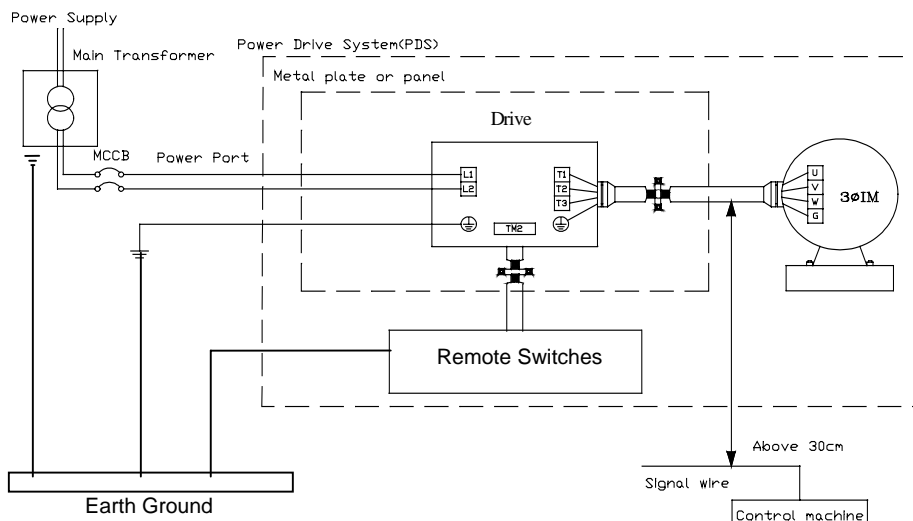 Power Supply
Main Transformer
Power Drive System(PDS)
Metal plate or panel
Drive
MCCB
Power Port
L1
L2
T1
T2
T3
TM2
U
V
W
G
3øIM
Remote Switches
Above 30cm
Signal wire
Control machine
Earth Ground